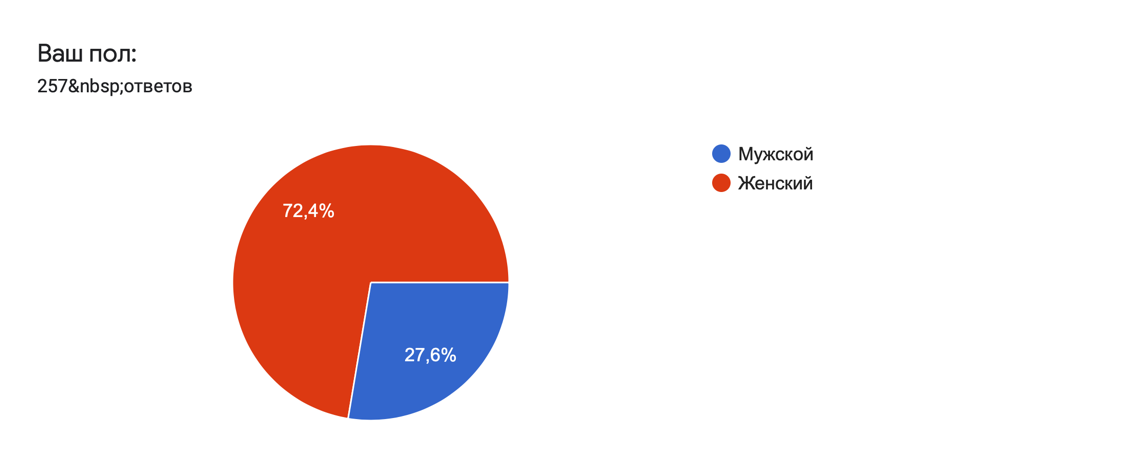 Ваш пол:
257&nbsp;ответов
Мужской
Женский
72,4%
27,6%